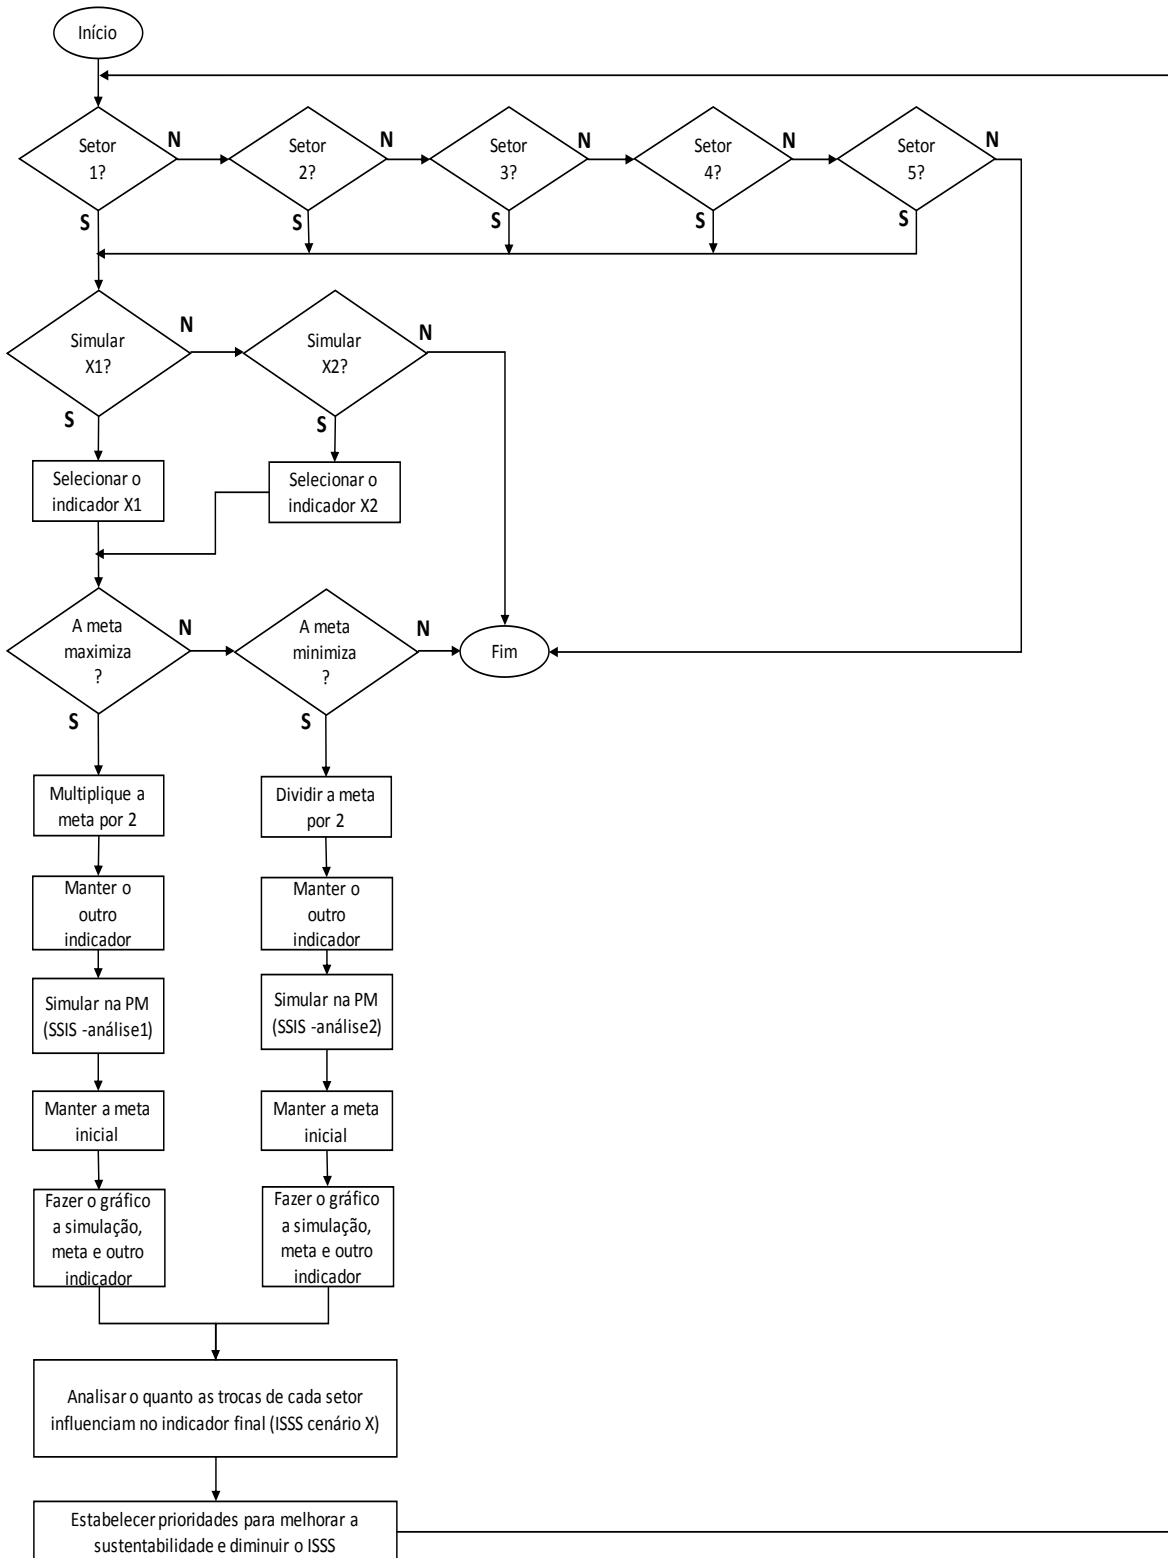 Início
Setor
1?
N
S
Setor
2?
N
S
Setor
3?
N
S
Setor
4?
N
S
Setor
5?
N
S
Simular
X1?
N
S
Simular
X2?
N
S
Selecionar o
indicador X1
Selecionar o
indicador X2
A meta
maximiza
?
N
S
A meta
minimiza
?
N
S
Fim
Multiplique a
meta por 2
Dividir a meta
por 2
Manter o
outro
indicador
Manter o
outro
indicador
Simular na PM
(SSIS -análise1)
Simular na PM
(SSIS -análise2)
Manter a meta
inicial
Manter a meta
inicial
Fazer o gráfico
a simulação,
meta e outro
indicador
Fazer o gráfico
a simulação,
meta e outro
indicador
Analisar o quanto as trocas de cada setor
influenciam no indicador final (ISSS cenário X)
Estabelecer prioridades para melhorar a
sustentabilidade e diminuir o ISSS